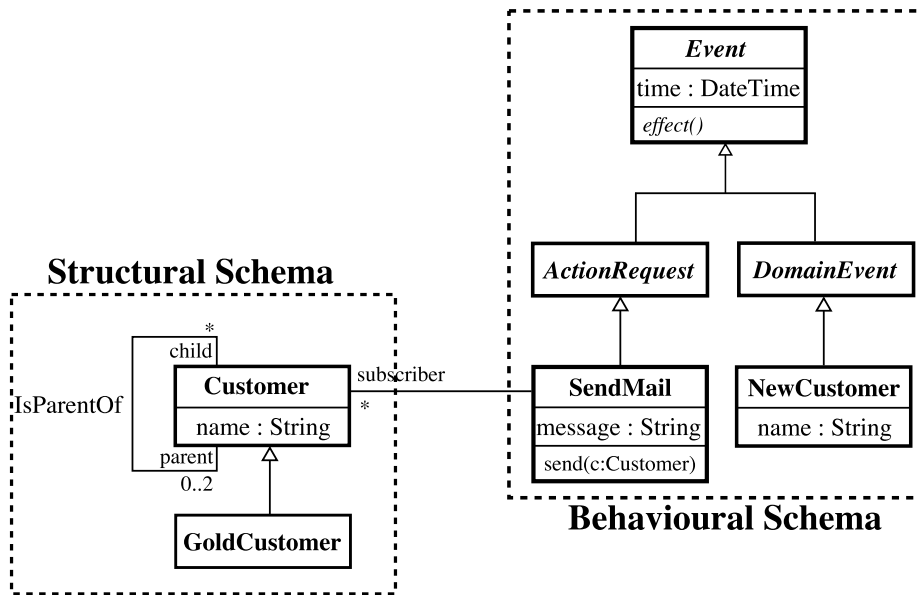 Event
time : DateTime
effect()
ActionRequest
DomainEvent
Structural Schema
*
child
Customer
subscriber
SendMail
NewCustomer
IsParentOf
*
name : String
message : String
name : String
parent
send(c:Customer)
0..2
Behavioural Schema
GoldCustomer